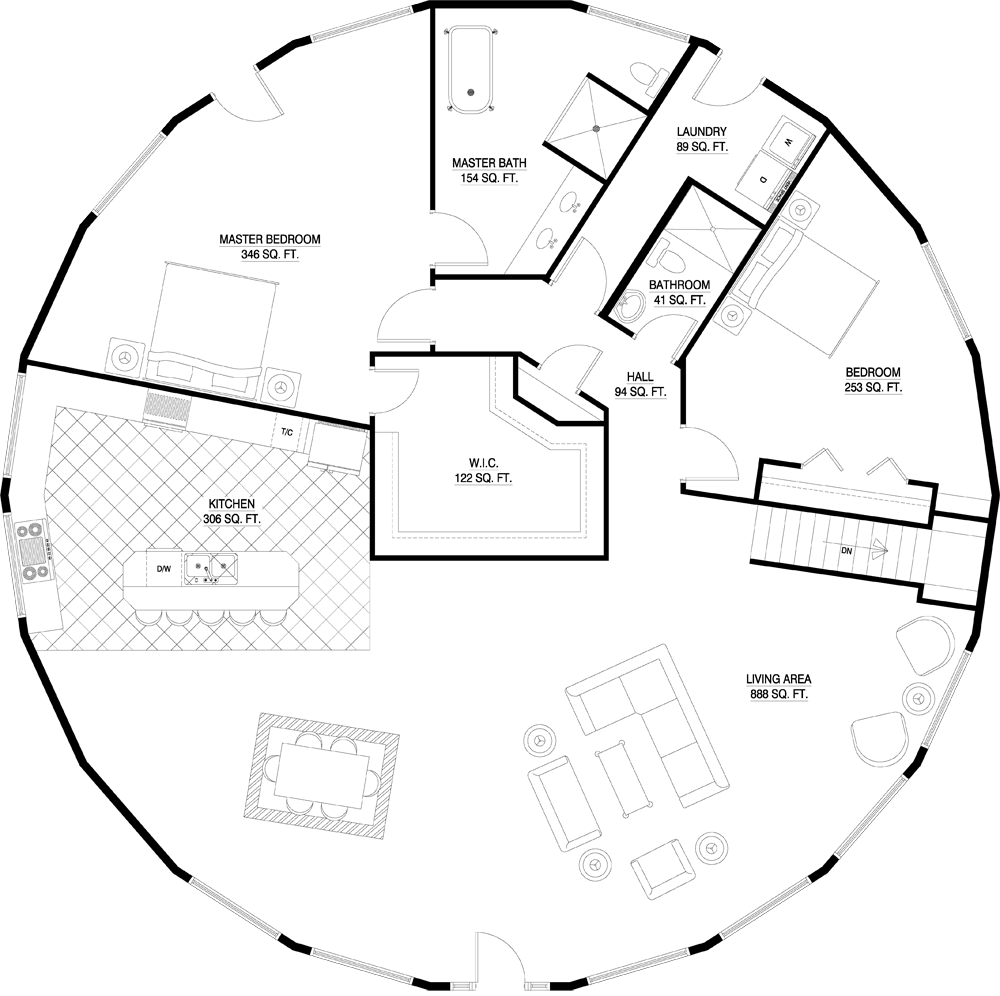 LAUNDRY
89 SQ. FT.
W
D
MASTER BATH
154 SQ. FT.
MASTER BEDROOM
346 SQ. FT.
BATHROOM
41 SQ. FT.
HALL
94 SQ. FT.
BEDROOM
253 SQ. FT.
T/C
W.I.C.
122 SQ. FT.
KITCHEN
306 SQ. FT.
D/W
DN
LIVING AREA
888 SQ. FT.